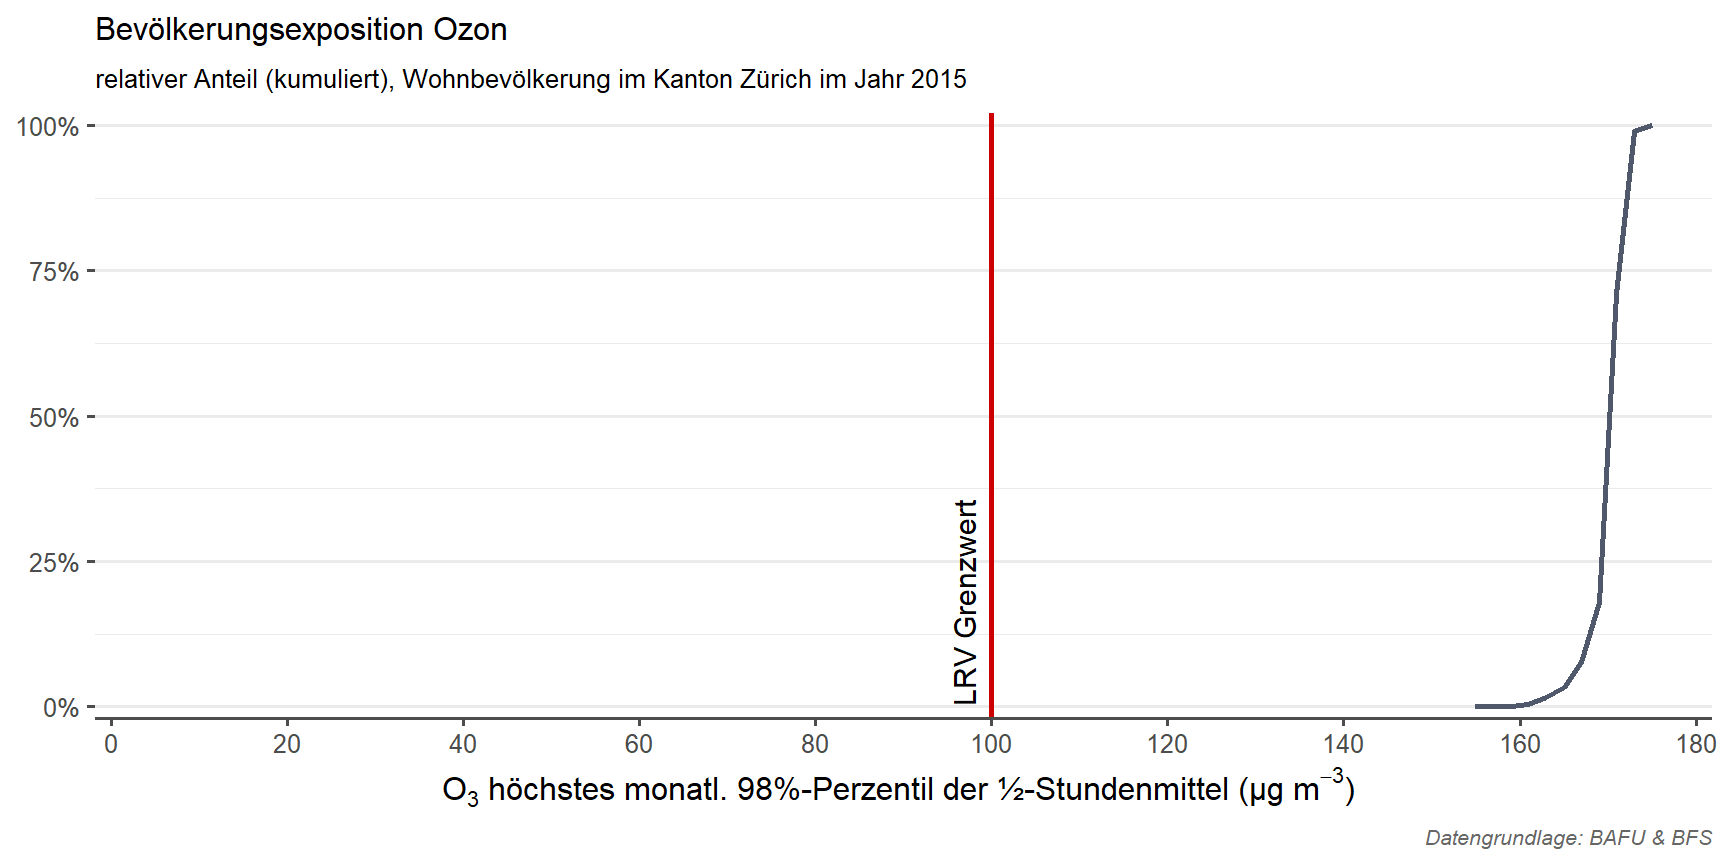 Bevölkerungsexposition Ozon
relativer Anteil (kumuliert), Wohnbevölkerung im Kanton Zürich im Jahr 2015
100%
75%
50%
25%
0%
LRV Grenzwert
0 20 40 60 80 100 120 140 160 180
O₃ höchstes monatl. 98%-Perzentil der ½-Stundenmittel (µg m⁻³)
Datengrundlage: BAFU & BFS